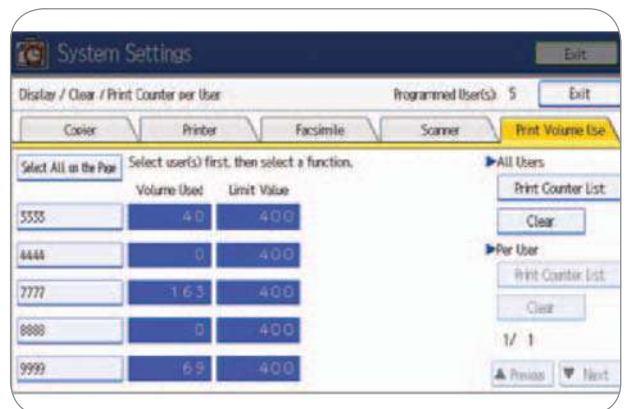 System Settings Exit
Display / Clear / Print Counter per User Programmed User(s) 5 Exit
Copier Printer Facsimile Scanner Print Volume Use
Select All on the Page Select user(s) first, then select a function. ▶All Users
Volume Used Limit Value Print Counter List
3333 40 400 Clear
4444 0 400 ▶Per User
Print Counter List
7777 163 400
Clear
8888 0 400
1/ 1
9999 69 400 ▲ Previous ▼ Next